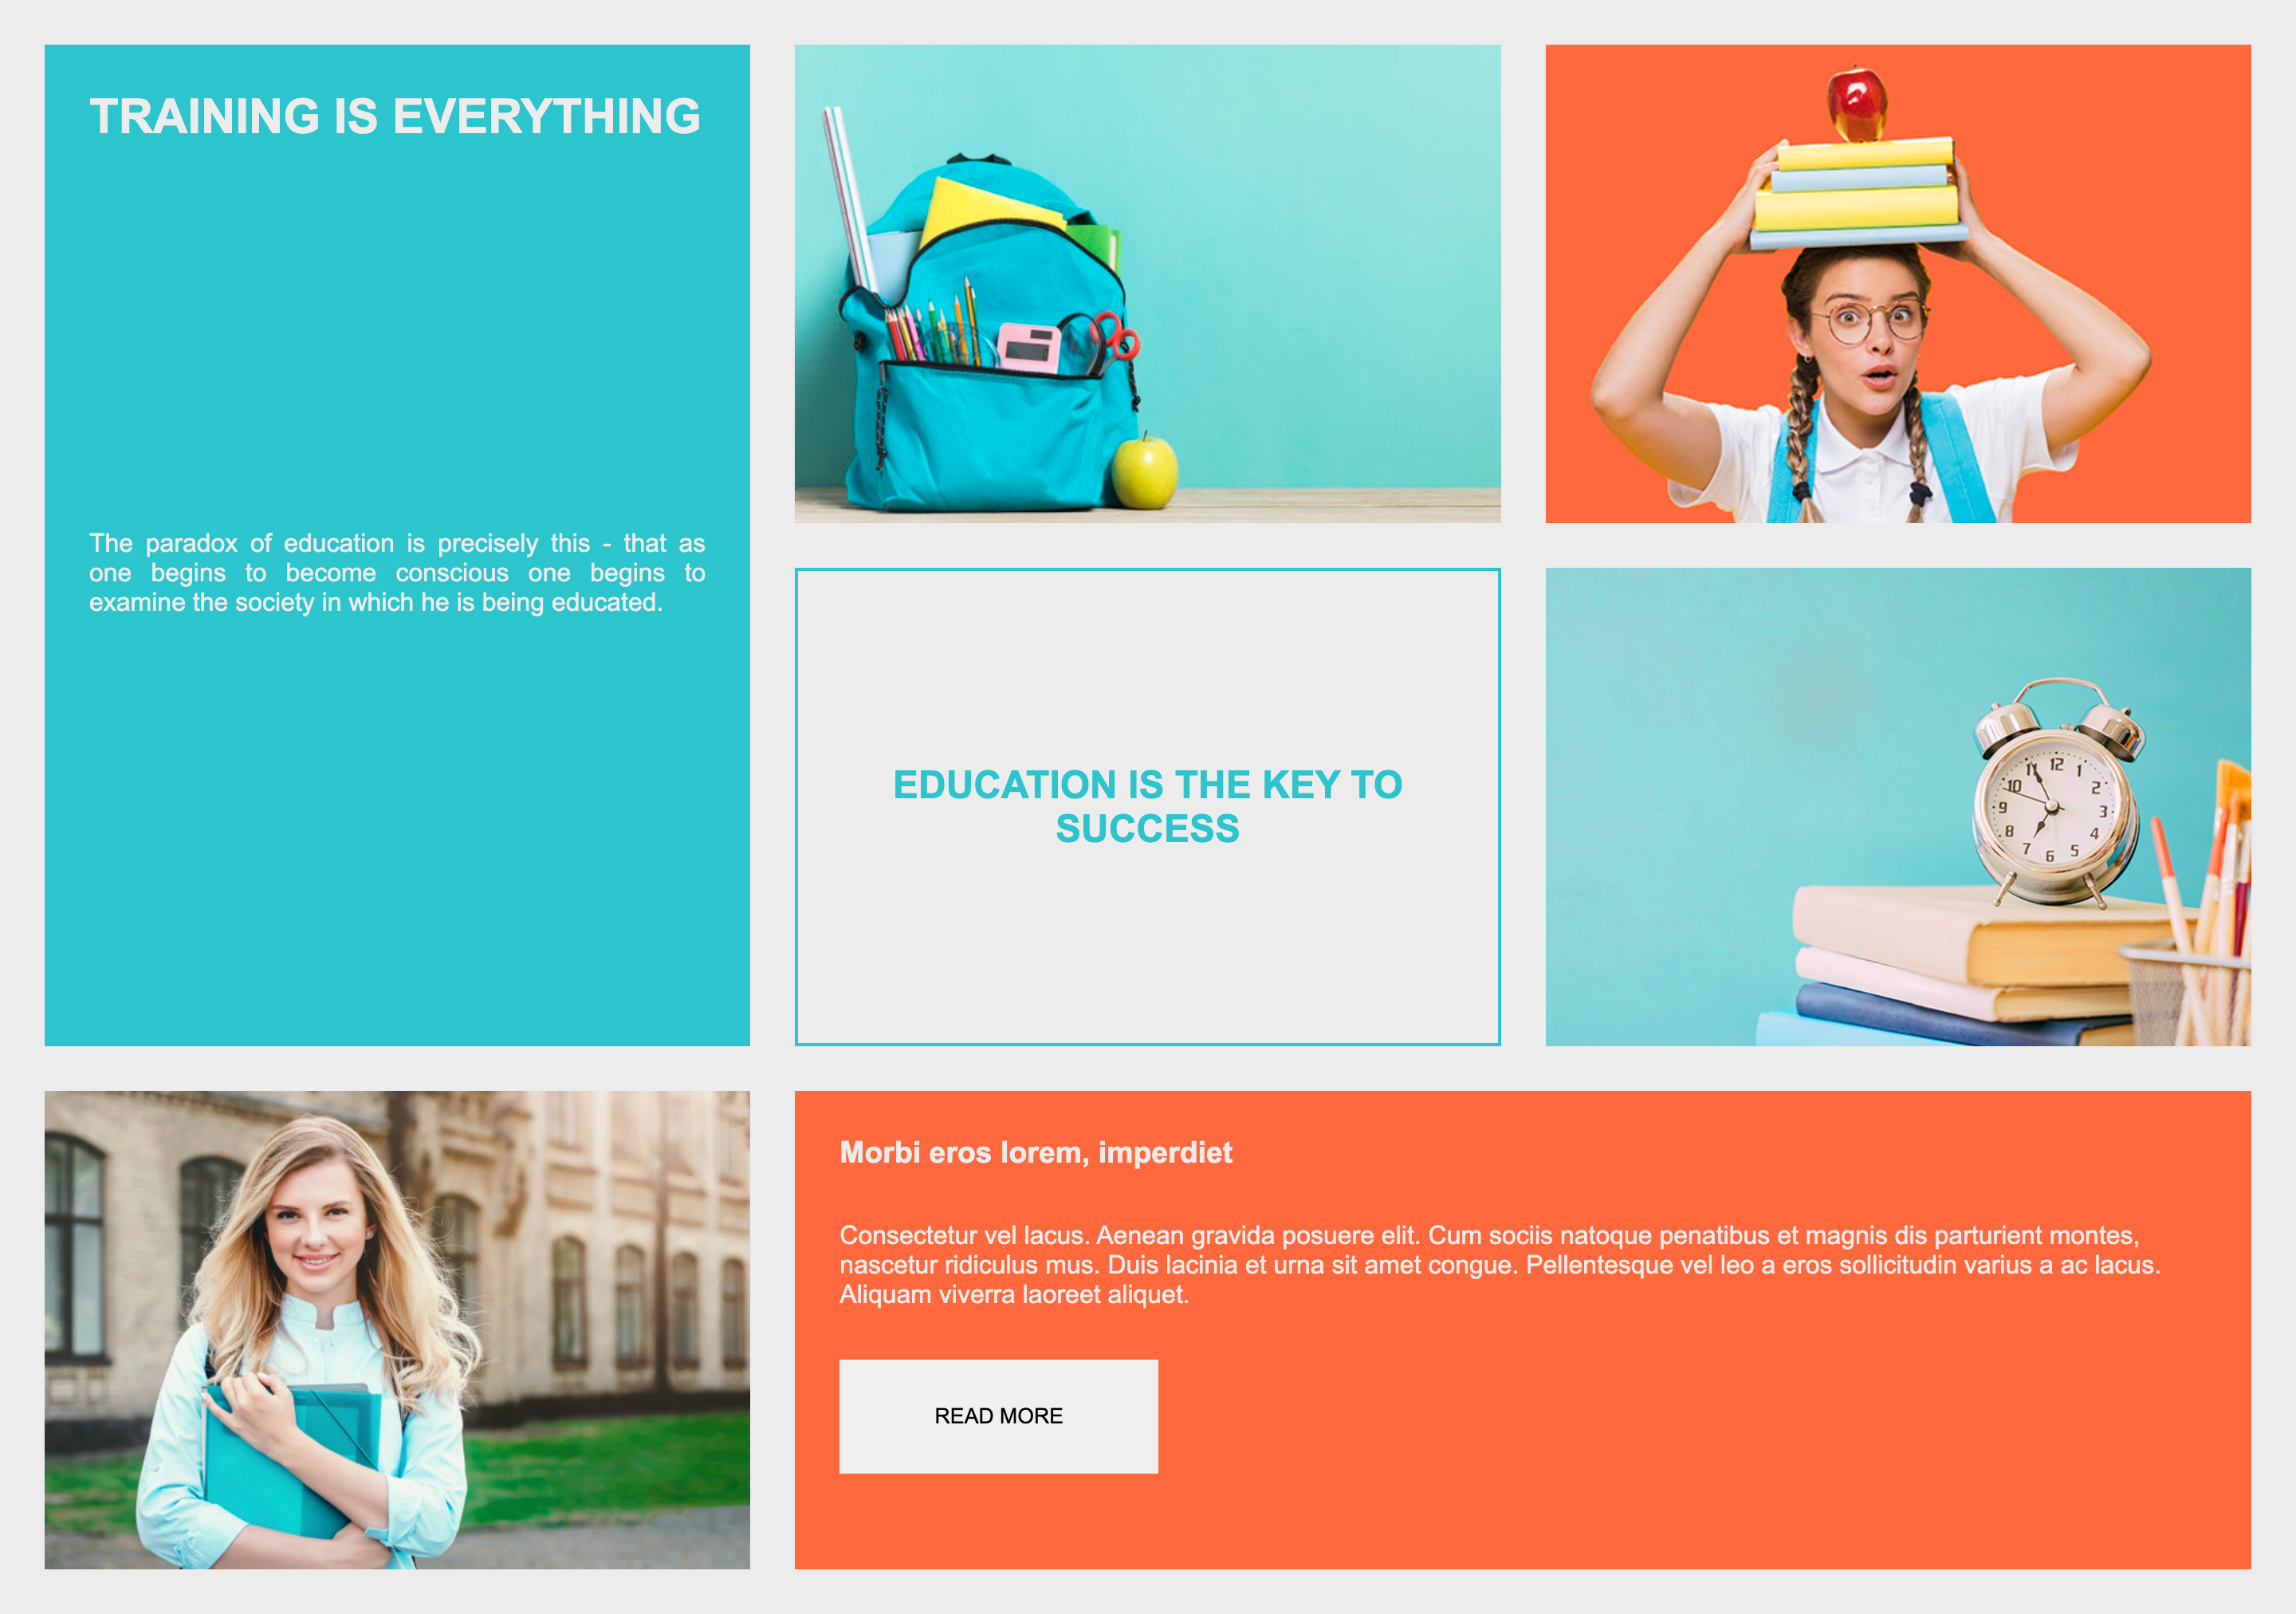 TRAINING IS EVERYTHING
The paradox of education is precisely this - that as
one begins to become conscious one begins to
examine the society in which he is being educated.
EDUCATION IS THE KEY TO
SUCCESS
12
1
2
3
4
5
6
7
8
9
10
11
Morbi eros lorem, imperdiet
Consectetur vel lacus. Aenean gravida posuere elit. Cum sociis natoque penatibus et magnis dis parturient montes,
nascetur ridiculus mus. Duis lacinia et urna sit amet congue. Pellentesque vel leo a eros sollicitudin varius a ac lacus.
Aliquam viverra laoreet aliquet.
READ MORE